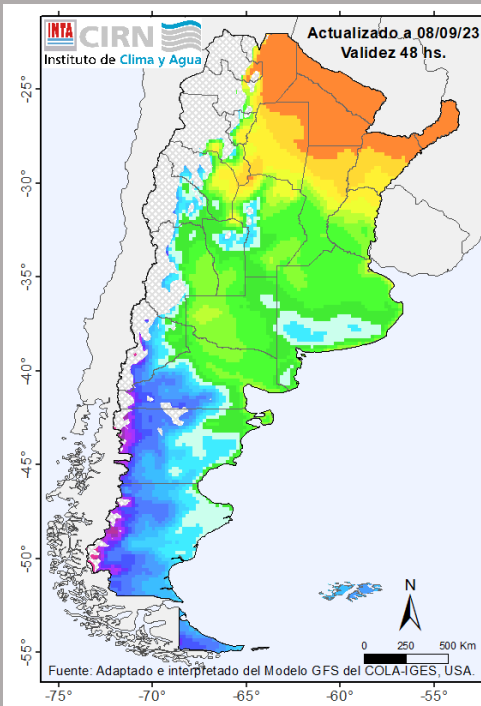 INTA CIRN
Instituto de Clima y Agua
Actualizado a 08/09/23
Validez 48 hs.
-25°
-30°
-35°
-40°
-45°
-50°
-55°
N
0 250 500 Km
Fuente: Adaptado e interpretado del Modelo GFS del COLA-IGES, USA.
-75° -70° -65° -60° -55°